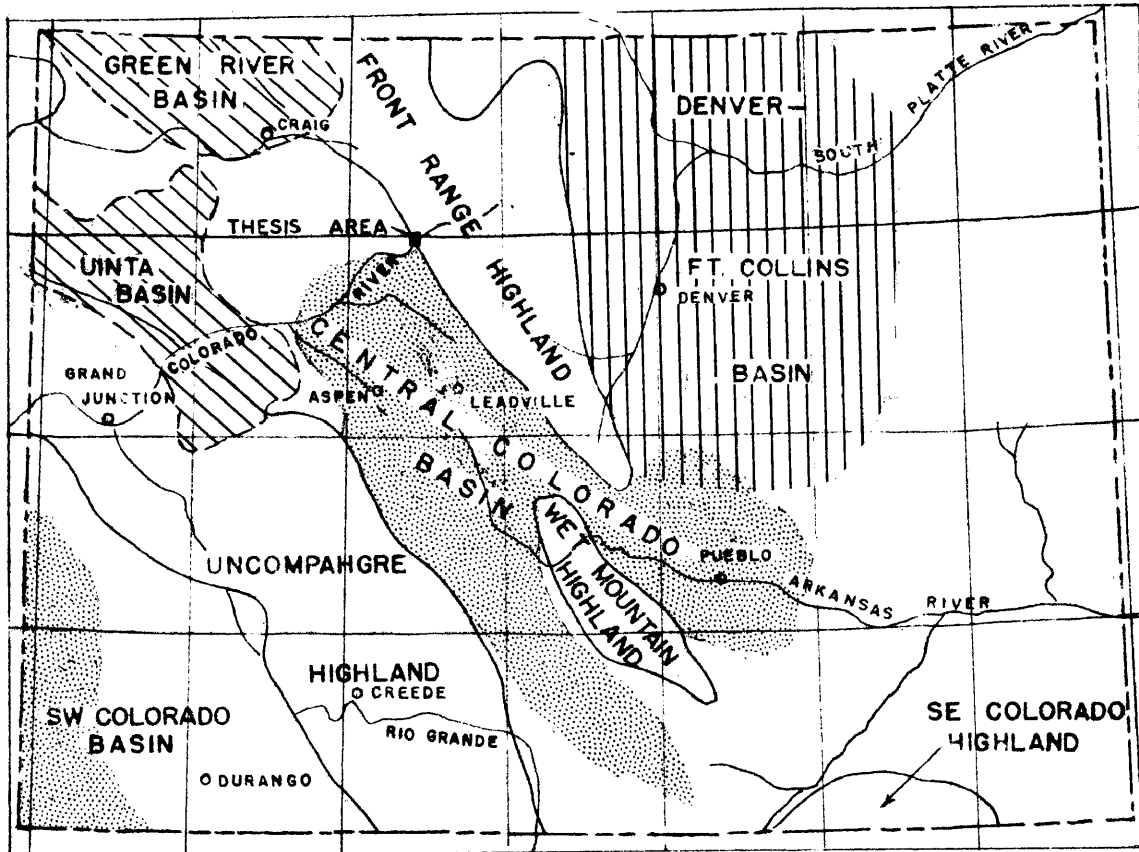 GREEN RIVER
BASIN
CRAIG
FRONT RANGE HIGHLAND
DENVER
SOUTH PLATTE RIVER
THESIS AREA
UINTA
BASIN
FT. COLLINS
DENVER
BASIN
COLORADO RIVER
GRAND
JUNCTION
ASPEN
LEADVILLE
CENTRAL COLORADO
BASIN
WET MOUNTAIN
HIGHLAND
PUEBLO
ARKANSAS RIVER
UNCOMPAHGRE
HIGHLAND
CREEDE
RIO GRANDE
SW COLORADO
BASIN
DURANGO
SE COLORADO
HIGHLAND